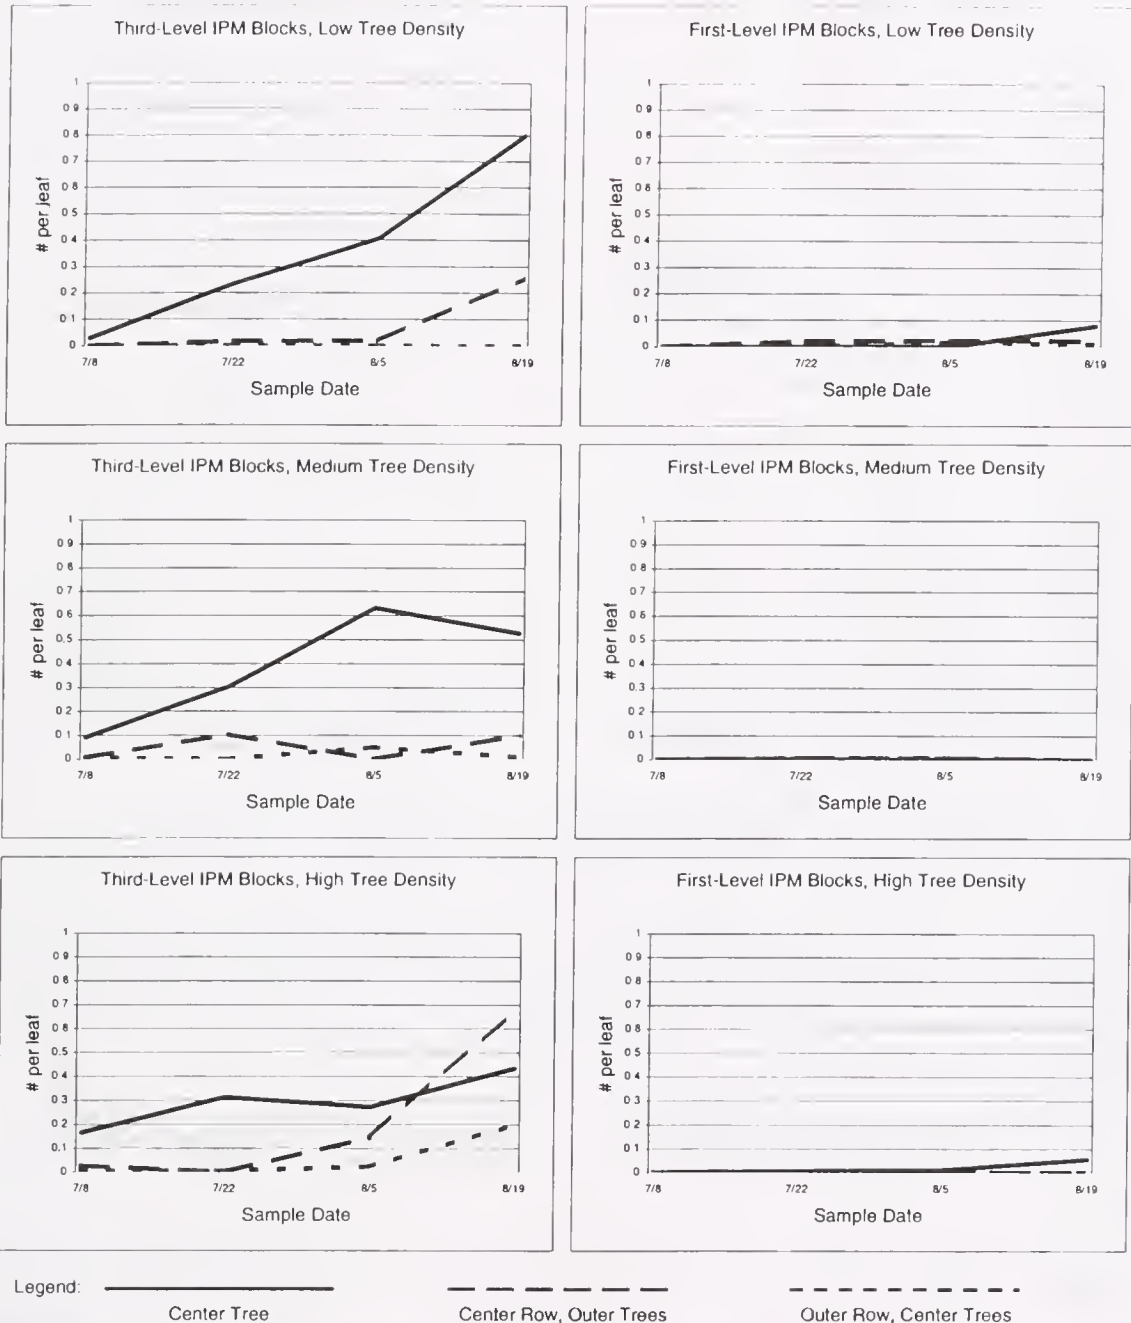 Third-Level IPM Blocks, Low Tree Density
1
0 9
0 8
0 7
0 6
0 5
0 4
0 3
0 2
0 1
0
# per leaf
7/8 7/22 8/5 8/19
Sample Date
First-Level IPM Blocks, Low Tree Density
1
0 9
0 8
0 7
0 6
0 5
0 4
0 3
0 2
0 1
0
# per leaf
7/8 7/22 8/5 8/19
Sample Date
Third-Level IPM Blocks, Medium Tree Density
1
0 9
0 8
0 7
0 6
0 5
0 4
0 3
0 2
0 1
0
# per leaf
7/8 7/22 8/5 8/19
Sample Date
First-Level IPM Blocks, Medium Tree Density
1
0 9
0 8
0 7
0 6
0 5
0 4
0 3
0 2
0 1
0
# per leaf
7/8 7/22 8/5 8/19
Sample Date
Third-Level IPM Blocks, High Tree Density
1
0 9
0 8
0 7
0 6
0 5
0 4
0 3
0 2
0 1
0
# per leaf
7/8 7/22 8/5 8/19
Sample Date
First-Level IPM Blocks, High Tree Density
1
0 9
0 8
0 7
0 6
0 5
0 4
0 3
0 2
0 1
0
# per leaf
7/8 7/22 8/5 8/19
Sample Date
Legend:
Center Tree
Center Row, Outer Trees
Outer Row, Center Trees